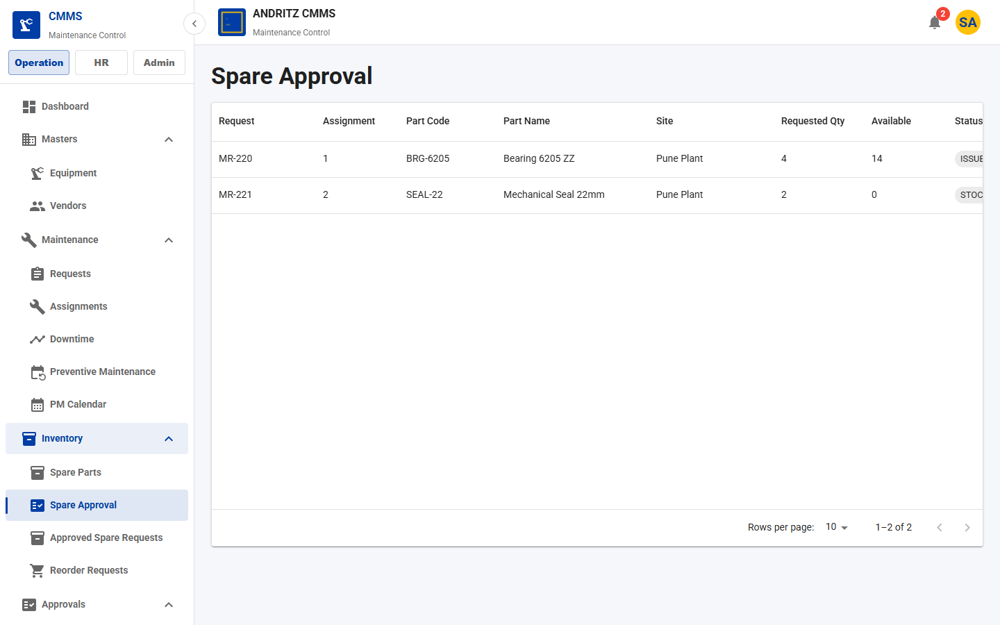 CMMS
Maintenance Control
Operation
HR
Admin
Dashboard
Masters
Equipment
Vendors
Maintenance
Requests
Assignments
Downtime
Preventive Maintenance
PM Calendar
Inventory
Spare Parts
Spare Approval
Approved Spare Requests
Reorder Requests
Approvals
ANDRITZ CMMS
Maintenance Control
2
SA
Spare Approval
Request Assignment Part Code Part Name Site Requested Qty Available Status
MR-220 1 BRG-6205 Bearing 6205 ZZ Pune Plant 4 14 ISSUE
MR-221 2 SEAL-22 Mechanical Seal 22mm Pune Plant 2 0 STOC
Rows per page: 10 1–2 of 2